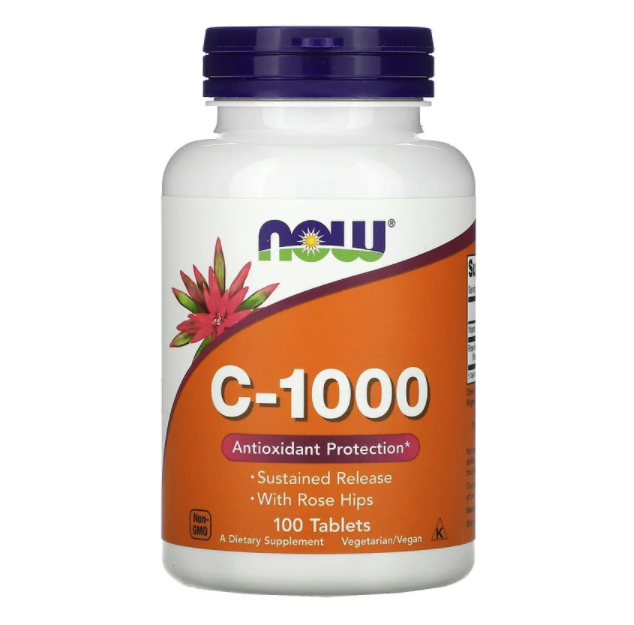 now®
C-1000
Antioxidant Protection*
•Sustained Release
•With Rose Hips
100 Tablets
Non-
GMO
A Dietary Supplement Vegetarian/Vegan
K